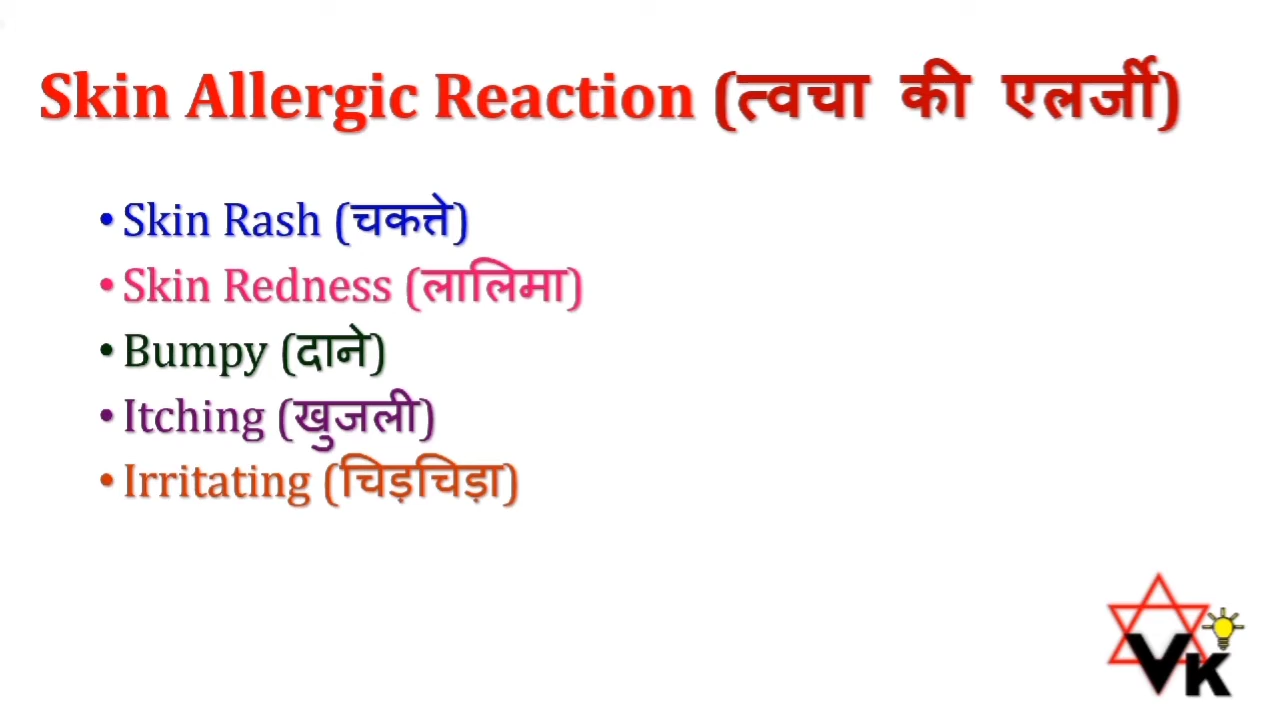 Skin Allergic Reaction (त्वचा की एलर्जी)
• Skin Rash (चकत्ते)
• Skin Redness (लालिमा)
• Bumpy (दाने)
• Itching (खुजली)
• Irritating (चिड़चिड़ा)
VK